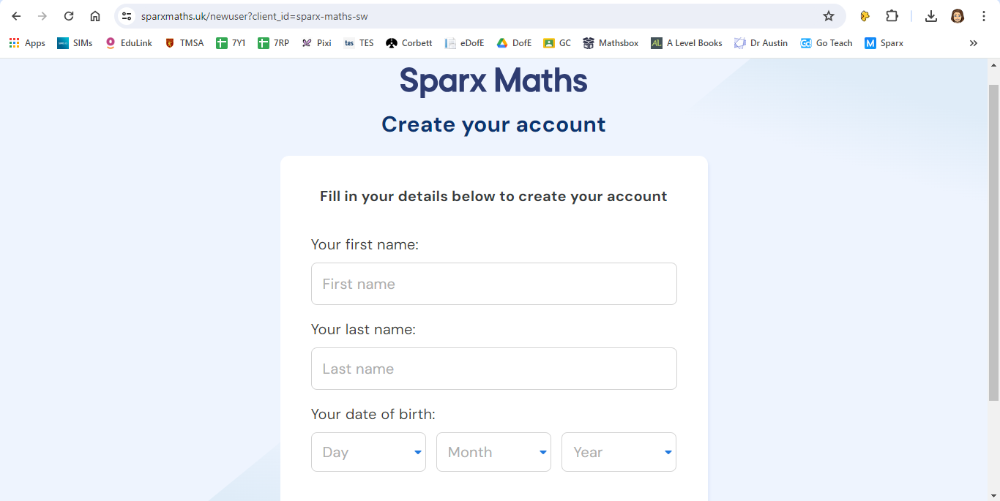 sparxmaths.uk/newuser?client_id=sparx-maths-sw
Apps SIMs EduLink TMSA 7Y1 7RP Pixi tes TES Corbett eDofE DofE GC Mathsbox AL A Level Books Dr Austin Go Teach M Sparx
Sparx Maths
Create your account
Fill in your details below to create your account
Your first name:
First name
Your last name:
Last name
Your date of birth:
Day Month Year